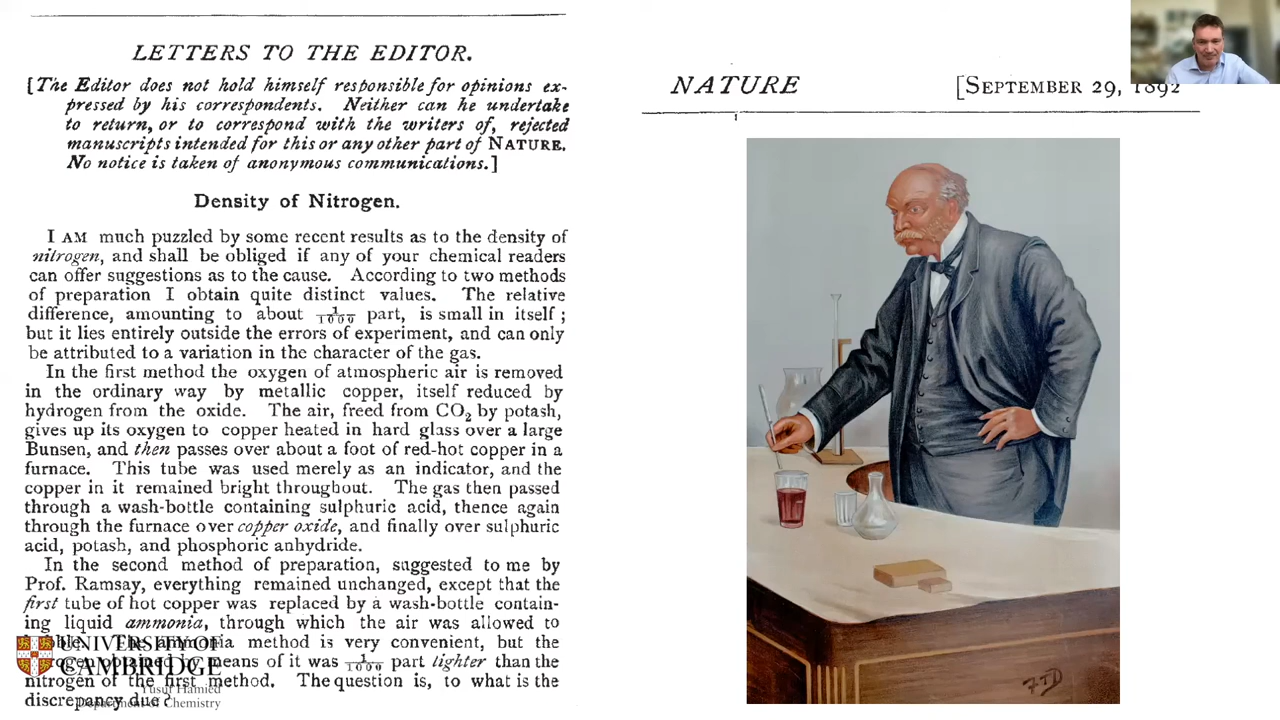 LETTERS TO THE EDITOR.
[The Editor does not hold himself responsible for opinions ex-
pressed by his correspondents. Neither can he undertake
to return, or to correspond with the writers of, rejected
manuscripts intended for this or any other part of NATURE.
No notice is taken of anonymous communications.]
Density of Nitrogen.
I AM much puzzled by some recent results as to the density of
nitrogen, and shall be obliged if any of your chemical readers
can offer suggestions as to the cause. According to two methods
of preparation I obtain quite distinct values. The relative
difference, amounting to about 1/1000 part, is small in itself;
but it lies entirely outside the errors of experiment, and can only
be attributed to a variation in the character of the gas.
In the first method the oxygen of atmospheric air is removed
in the ordinary way by metallic copper, itself reduced by
hydrogen from the oxide. The air, freed from CO₂ by potash,
gives up its oxygen to copper heated in hard glass over a large
Bunsen, and then passes over about a foot of red-hot copper in a
furnace. This tube was used merely as an indicator, and the
copper in it remained bright throughout. The gas then passed
through a wash-bottle containing sulphuric acid, thence again
through the furnace over copper oxide, and finally over sulphuric
acid, potash, and phosphoric anhydride.
In the second method of preparation, suggested to me by
Prof. Ramsay, everything remained unchanged, except that the
first tube of hot copper was replaced by a wash-bottle contain-
ing liquid ammonia, through which the air was allowed to
method is very convenient, but the
means of it was 1/1000 part lighter than the
nitrogen of the first method. The question is, to what is the
discrepancy due?
UNIVERSITY OF
CAMBRIDGE
Yusuf Hamied
Department of Chemistry
NATURE
[SEPTEMBER 29, 1892
FTD